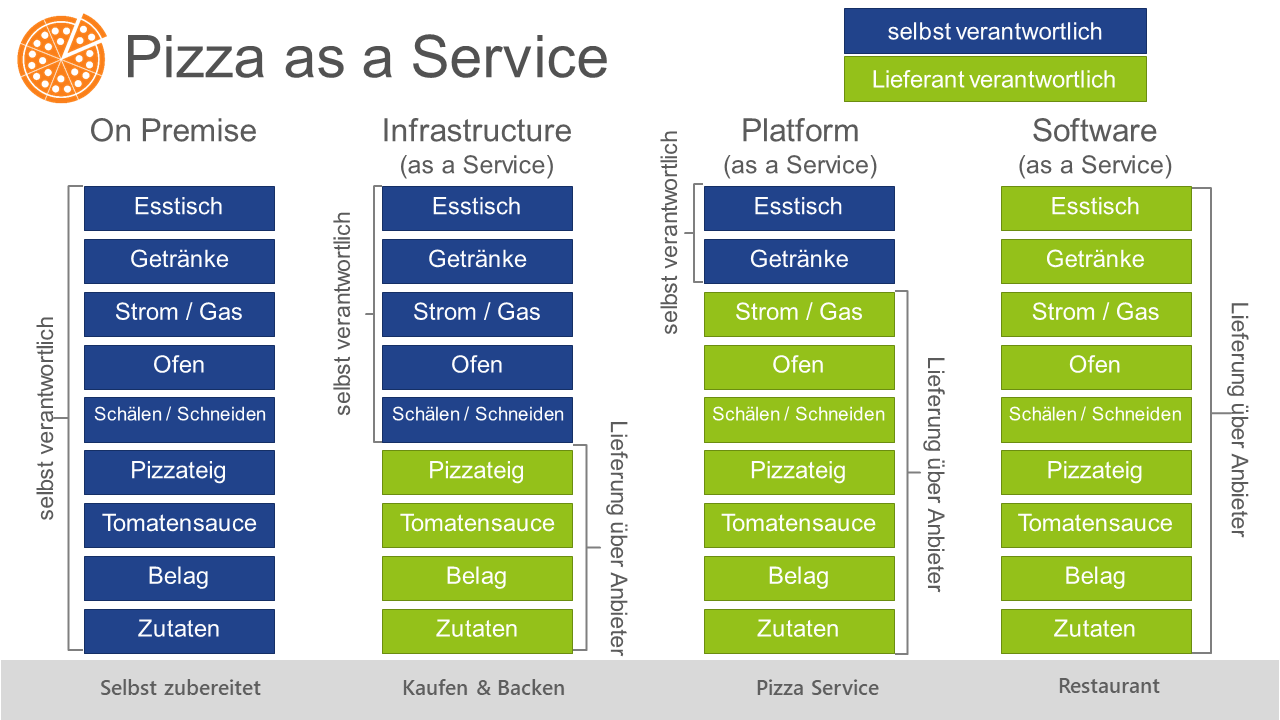 Pizza as a Service
selbst verantwortlich
Lieferant verantwortlich
On Premise
selbst verantwortlich
Esstisch
Getränke
Strom / Gas
Ofen
Schälen / Schneiden
Pizzateig
Tomatensauce
Belag
Zutaten
Selbst zubereitet
Infrastructure
(as a Service)
selbst verantwortlich
Esstisch
Getränke
Strom / Gas
Ofen
Schälen / Schneiden
Pizzateig
Tomatensauce
Belag
Zutaten
Lieferung über Anbieter
Kaufen & Backen
Platform
(as a Service)
selbst verantwortlich
Esstisch
Getränke
Strom / Gas
Ofen
Schälen / Schneiden
Pizzateig
Tomatensauce
Belag
Zutaten
Lieferung über Anbieter
Pizza Service
Software
(as a Service)
Esstisch
Getränke
Strom / Gas
Ofen
Schälen / Schneiden
Pizzateig
Tomatensauce
Belag
Zutaten
Lieferung über Anbieter
Restaurant